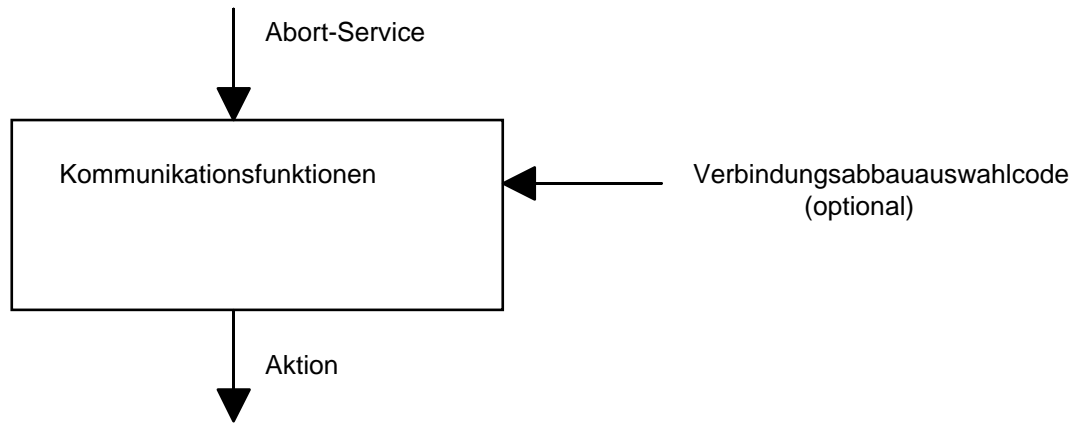 Abort-Service
Kommunikationsfunktionen
Verbindungsabbauauswahlcode
(optional)
Aktion